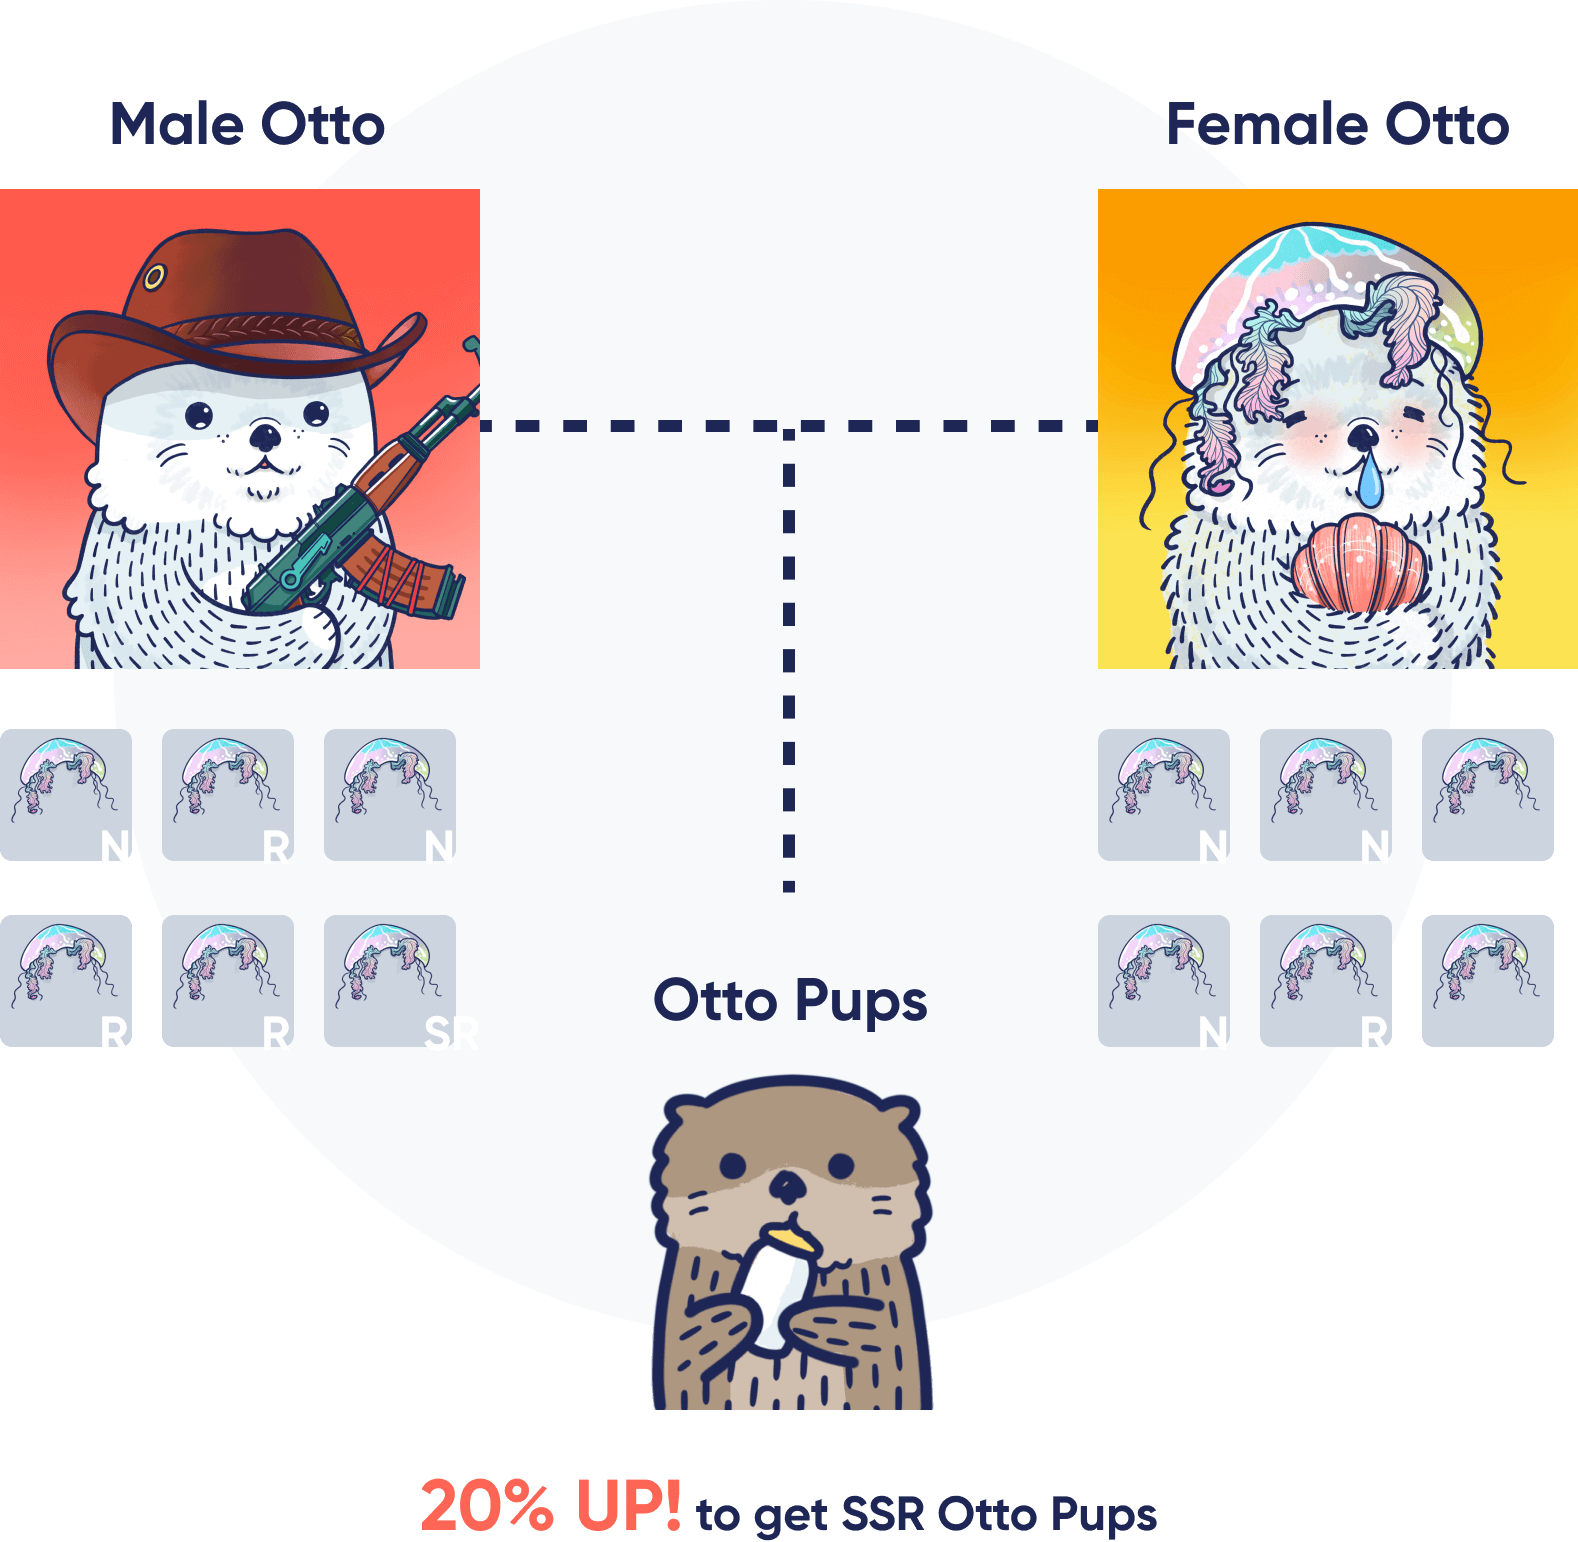 Male Otto
Female Otto
N R N
N N
R R SR
N R
Otto Pups
20% UP! to get SSR Otto Pups